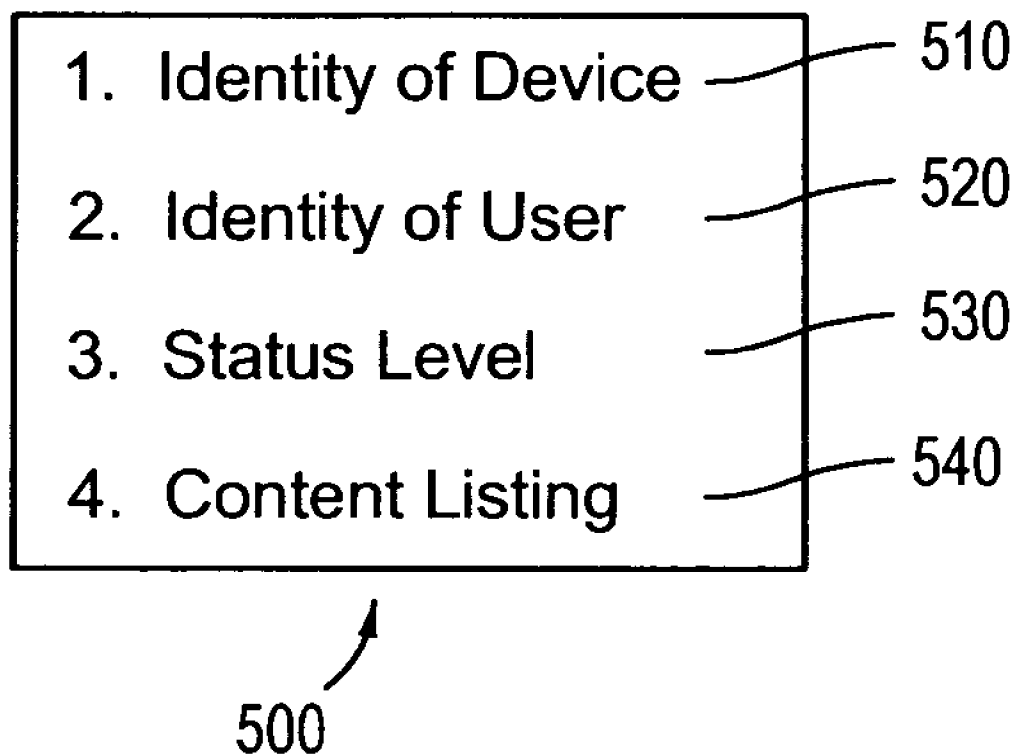 1. Identity of Device 510
2. Identity of User 520
3. Status Level 530
4. Content Listing 540
500